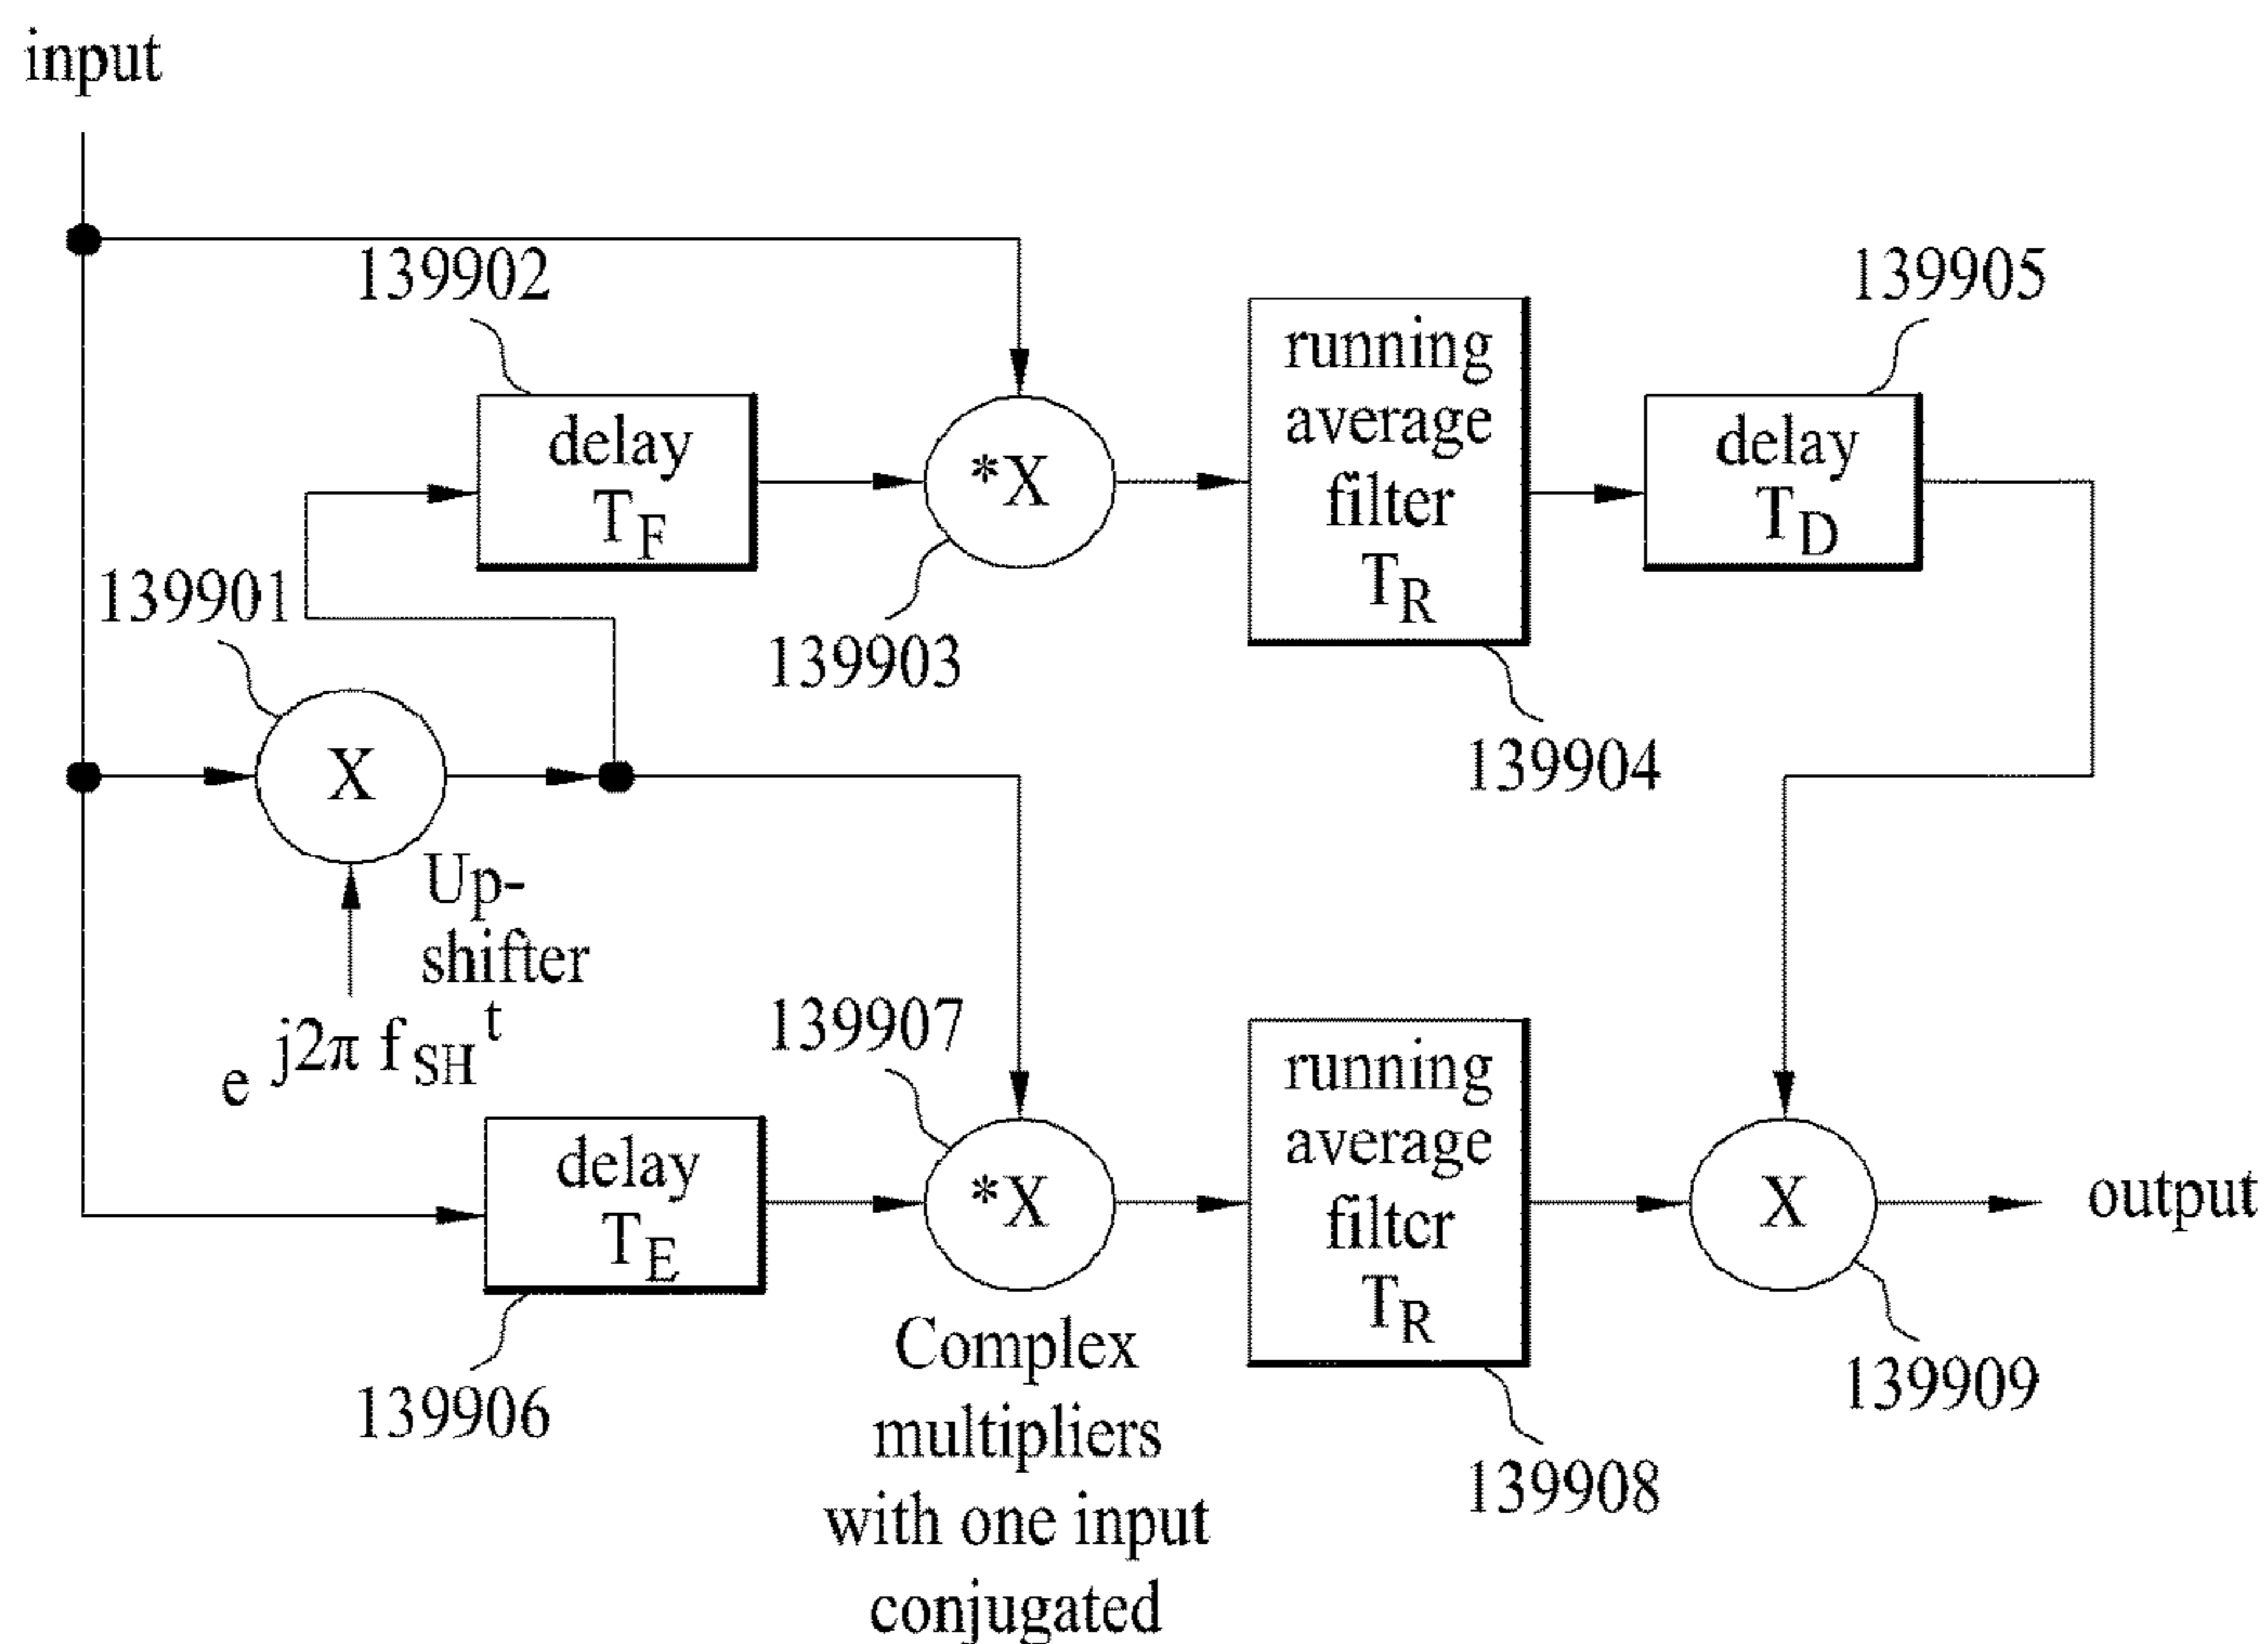 input
139902
139905
delay
T_F
*X
running
average
filter
T_R
delay
T_D
139901
139903
139904
X
Up-
shifter
e j2π f_SH t
139907
delay
T_E
*X
running
average
filter
T_R
X
output
139906
Complex
multipliers
with one input
conjugated
139908
139909